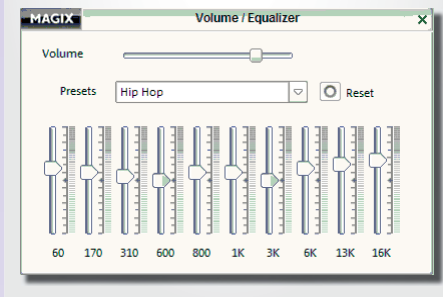 MAGIX Volume / Equalizer
Volume
Presets Hip Hop Reset
60 170 310 600 800 1K 3K 6K 13K 16K